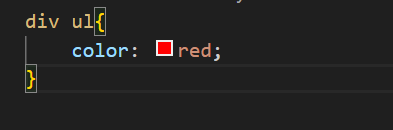 div ul{
color: red;
}